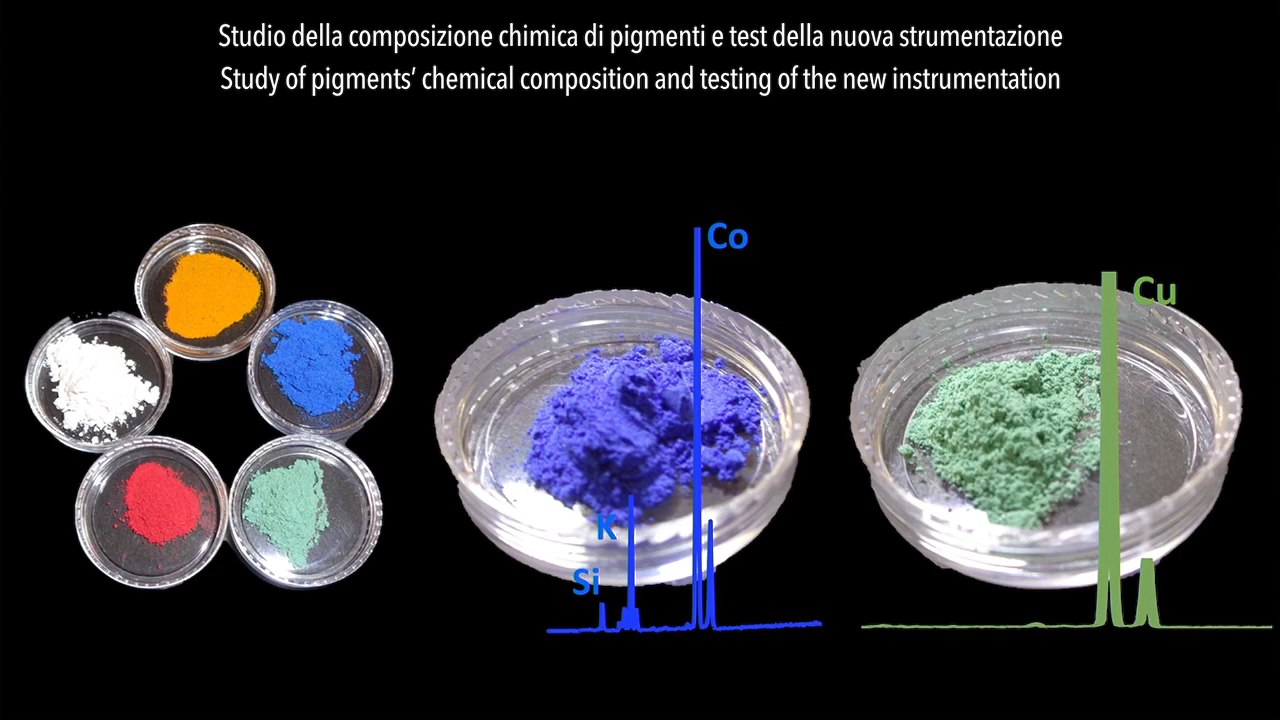 Studio della composizione chimica di pigmenti e test della nuova strumentazione
Study of pigments' chemical composition and testing of the new instrumentation
Co
Cu
K
Si